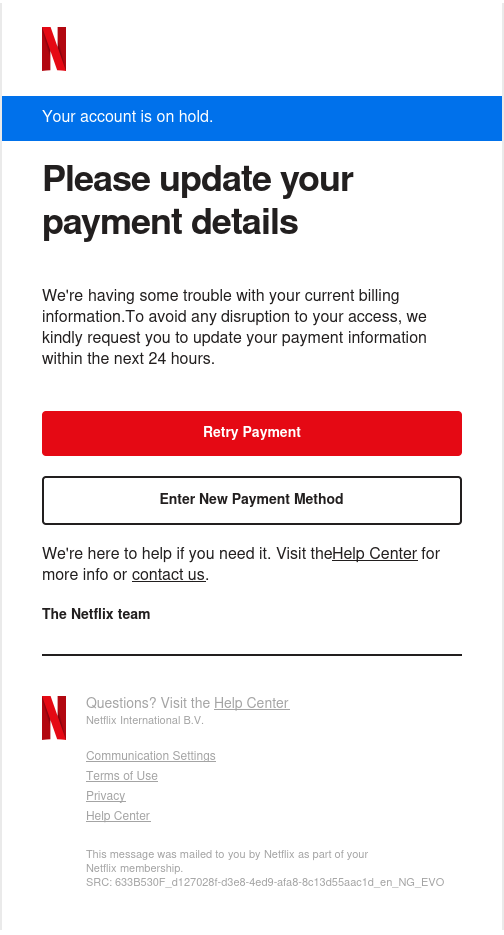 Your account is on hold.
Please update your
payment details
We're having some trouble with your current billing
information.To avoid any disruption to your access, we
kindly request you to update your payment information
within the next 24 hours.
Retry Payment
Enter New Payment Method
We're here to help if you need it. Visit theHelp Center for
more info or contact us.
The Netflix team
Questions? Visit the Help Center
Netflix International B.V.
Communication Settings
Terms of Use
Privacy
Help Center
This message was mailed to you by Netflix as part of your
Netflix membership.
SRC: 633B530F_d127028f-d3e8-4ed9-afa8-8c13d55aac1d_en_NG_EVO